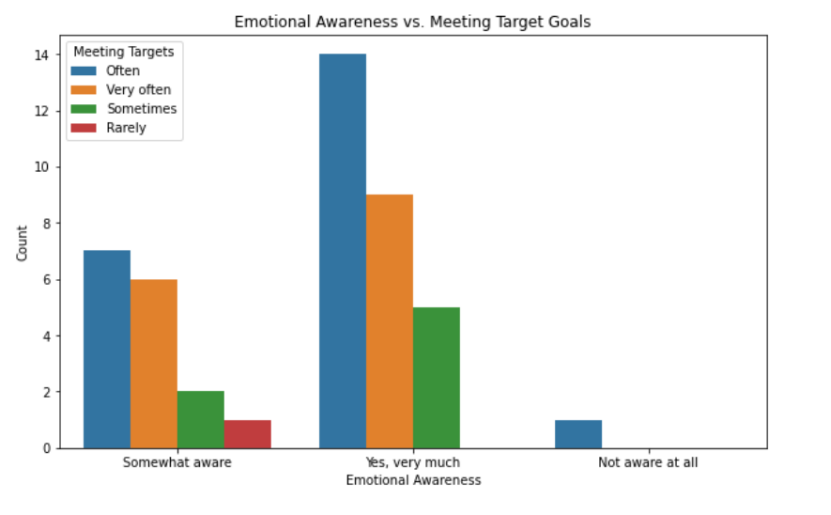 Emotional Awareness vs. Meeting Target Goals
Meeting Targets
Often
Very often
Sometimes
Rarely
14
12
10
8
6
4
2
0
Count
Somewhat aware
Yes, very much
Not aware at all
Emotional Awareness